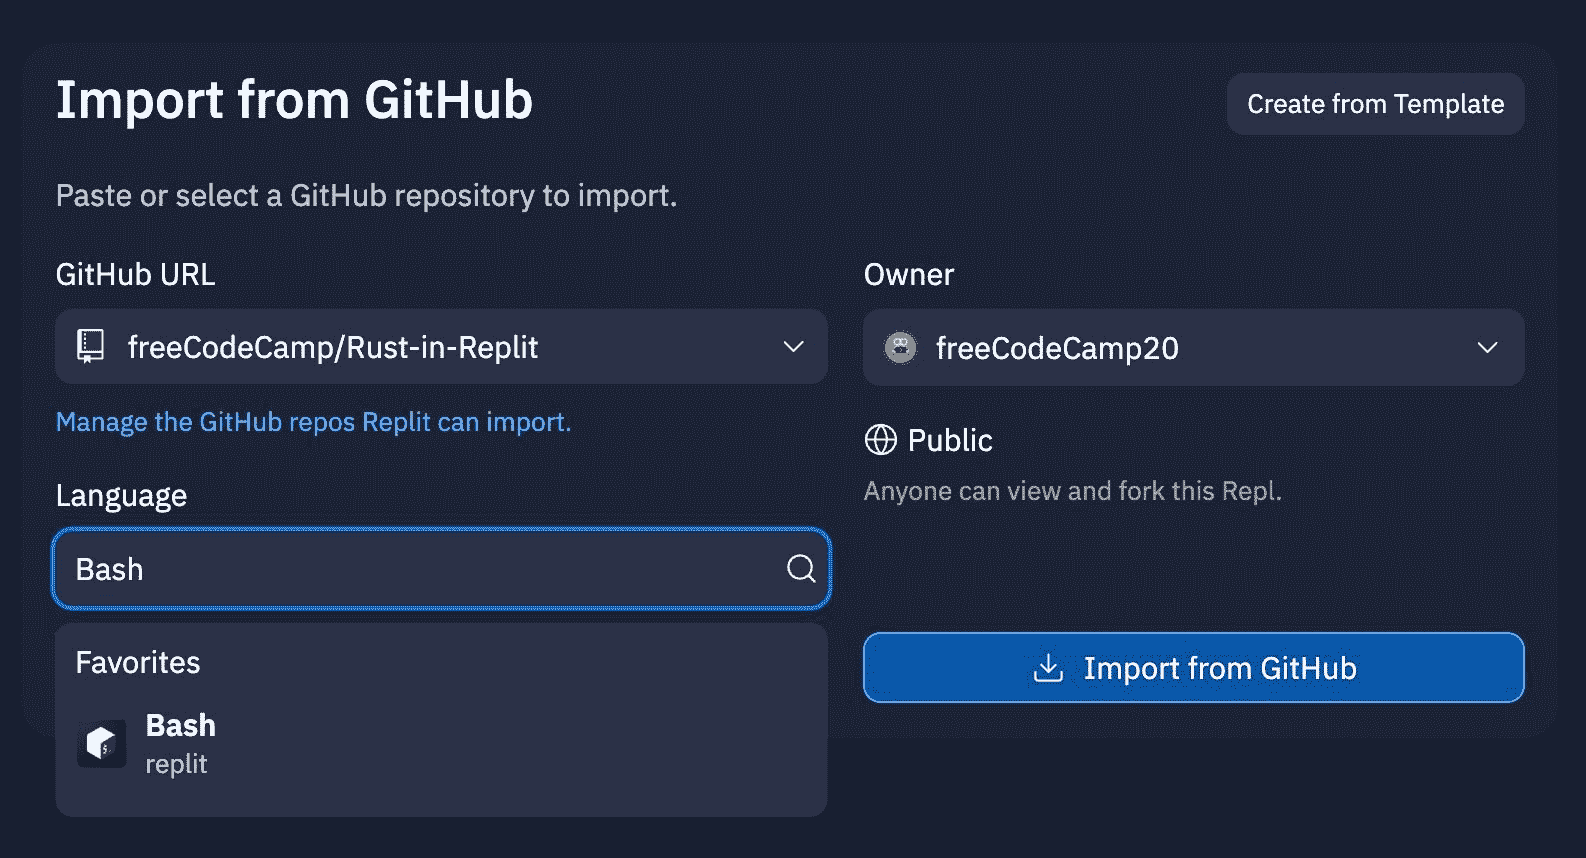 Import from GitHub
Create from Template
Paste or select a GitHub repository to import.
GitHub URL
freeCodeCamp/Rust-in-Replit
Manage the GitHub repos Replit can import.
Language
Bash
Favorites
Bash
replit
Owner
freeCodeCamp20
Public
Anyone can view and fork this Repl.
Import from GitHub